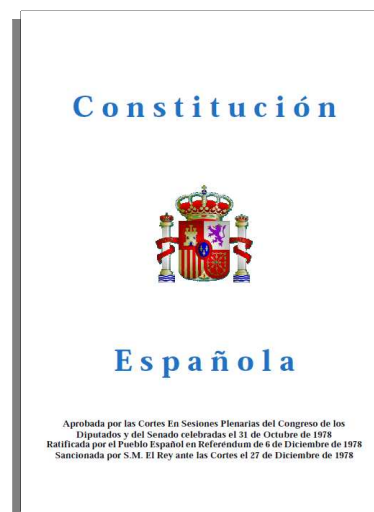 Constitución
Española
Aprobada por las Cortes En Sesiones Plenarias del Congreso de los
Diputados y del Senado celebradas el 31 de Octubre de 1978
Ratificada por el Pueblo Español en Referéndum de 6 de Diciembre de 1978
Sancionada por S.M. El Rey ante las Cortes el 27 de Diciembre de 1978